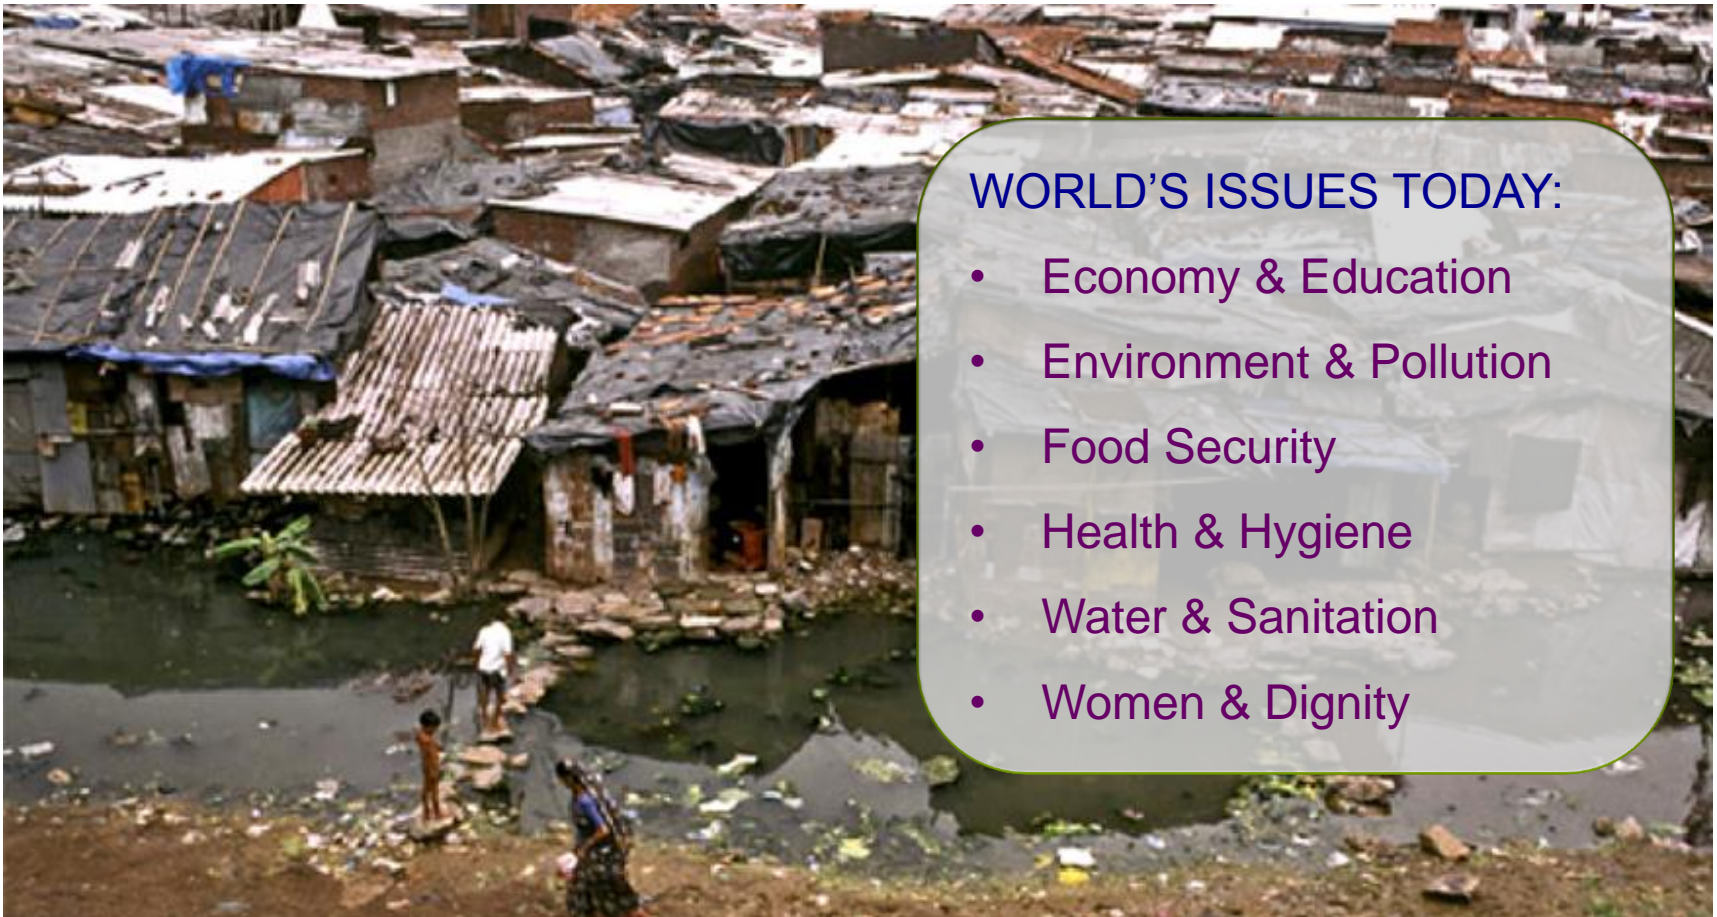 WORLD’S ISSUES TODAY:
• Economy & Education
• Environment & Pollution
• Food Security
• Health & Hygiene
• Water & Sanitation
• Women & Dignity